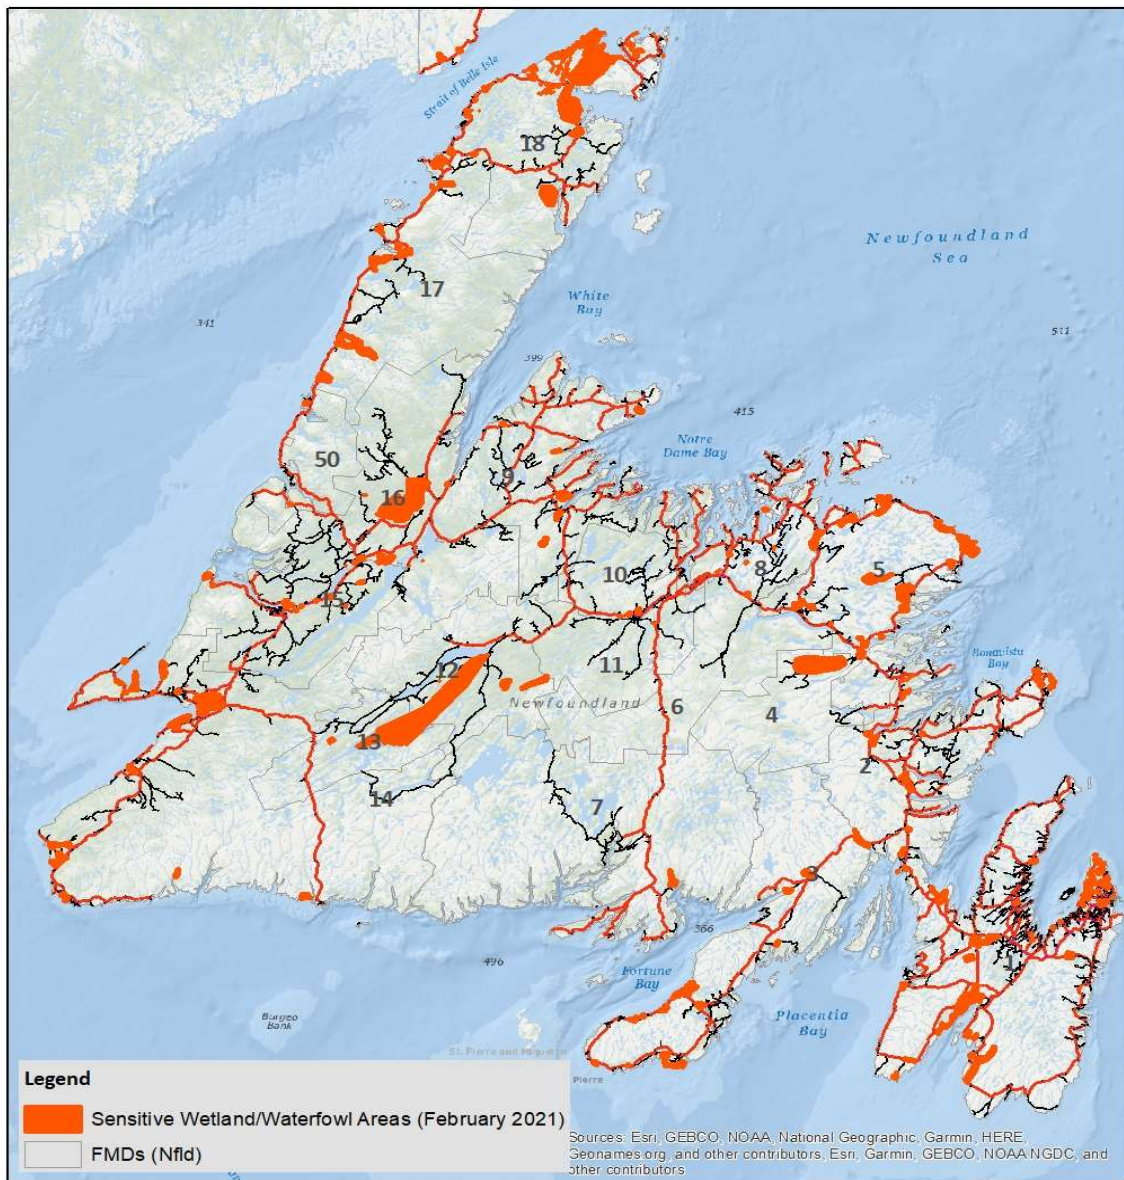 Strait of Belle Isle
18
Newfoundland
Sea
17
White
Bay
341
511
399
415
Notre
Dame Bay
50
9
16
8
5
10
15
12
11
Bonavista
Bay
Newfoundland
6
4
13
2
14
7
3
366
496
Fortune
Bay
1
Placentia
Bay
Burgeo
Bank
St. Pierre and Miquelon
Pierre
Legend
Sensitive Wetland/Waterfowl Areas (February 2021)
FMDs (Nfld)
Sources: Esri, GEBCO, NOAA, National Geographic, Garmin, HERE,
Geonames.org, and other contributors, Esri, Garmin, GEBCO, NOAA NGDC, and
other contributors